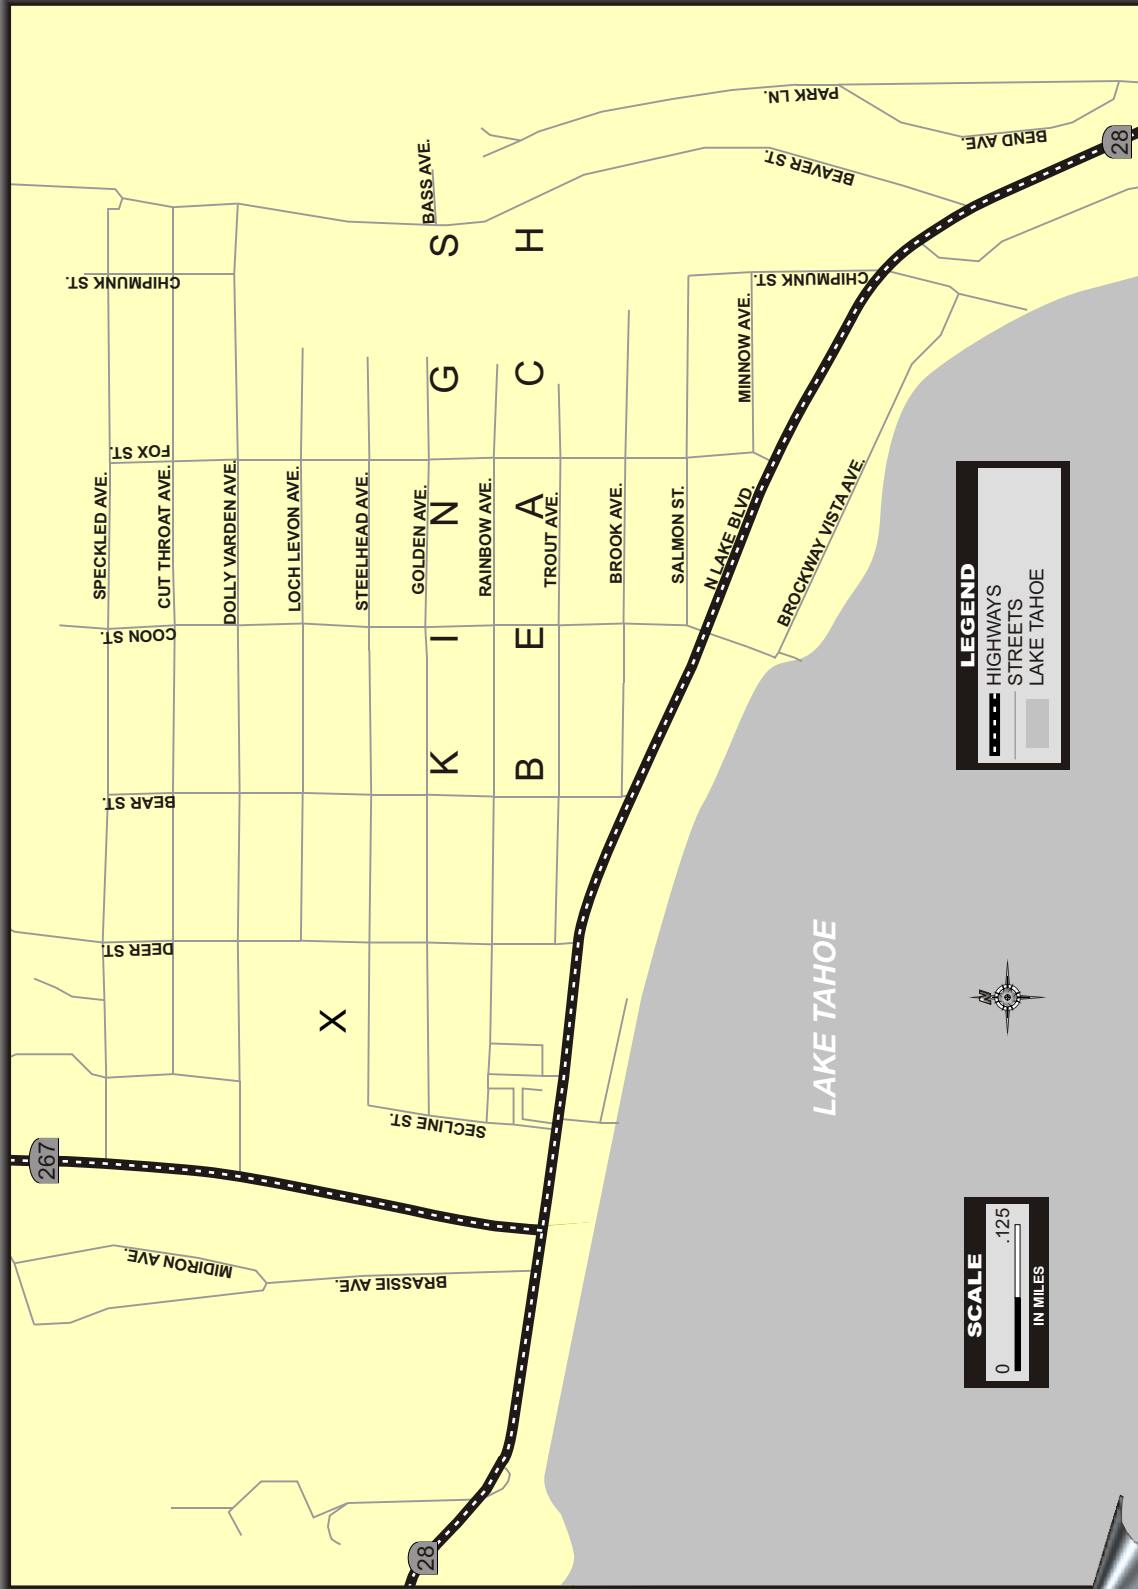 267
28
28
MIDIRON AVE.
BRASSIE AVE.
SECLINE ST.
X
DEER ST.
BEAR ST.
COON ST.
FOX ST.
CHIPMUNK ST.
SPECKLED AVE.
CUT THROAT AVE.
DOLLY VARDEN AVE.
LOCH LEVON AVE.
STEELHEAD AVE.
GOLDEN AVE.
RAINBOW AVE.
TROUT AVE.
BROOK AVE.
SALMON ST.
MINNOW AVE.
CHIPMUNK ST.
BASS AVE.
KINGS
BEACH
N LAKE BLVD.
BROCKWAY VISTA AVE.
BEAVER ST.
PARK LN.
BEND AVE.
LAKE TAHOE
N
SCALE
0 .125
IN MILES
LEGEND
HIGHWAYS
STREETS
LAKE TAHOE